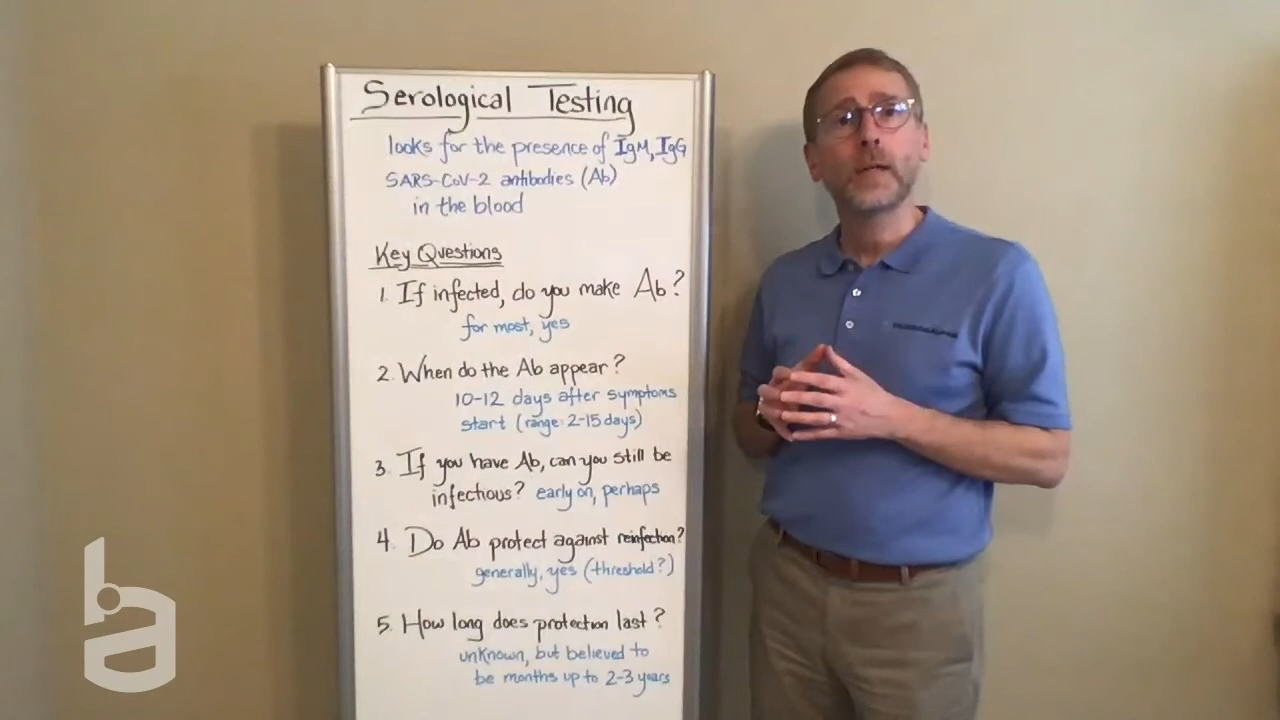 Serological Testing
looks for the presence of IgM, IgG
SARS-CoV-2 antibodies (Ab)
in the blood
Key Questions
1. If infected, do you make Ab?
for most, yes
2. When do the Ab appear?
10-12 days after symptoms
start (range: 2-15 days)
3. If you have Ab, can you still be
infectious? early on, perhaps
4. Do Ab protect against reinfection?
generally, yes (threshold?)
5. How long does protection last?
unknown, but believed to
be months up to 2-3 years
ba